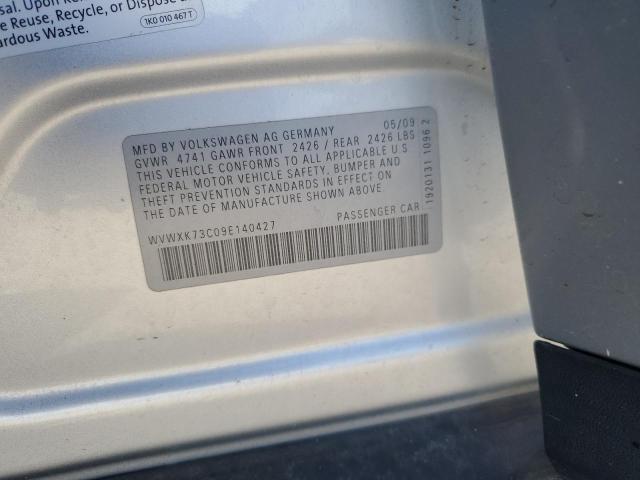 sal. Upon
e Reuse, Recycle, or Dispose
ardous Waste.
1K0 010 467 T
MFD BY VOLKSWAGEN AG GERMANY 05/09
GVWR 4741 GAWR FRONT 2426 / REAR 2426 LBS
THIS VEHICLE CONFORMS TO ALL APPLICABLE U S
FEDERAL MOTOR VEHICLE SAFETY, BUMPER AND
THEFT PREVENTION STANDARDS IN EFFECT ON
THE DATE OF MANUFACTURE SHOWN ABOVE
WVWXK73C09E140427 PASSENGER CAR
1920131 1096 2